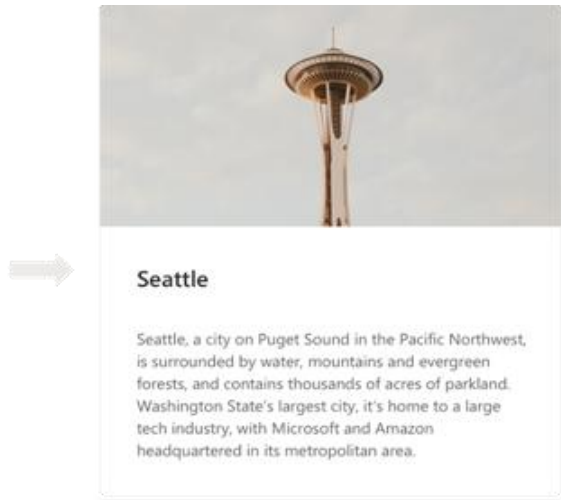 Seattle
Seattle, a city on Puget Sound in the Pacific Northwest,
is surrounded by water, mountains and evergreen
forests, and contains thousands of acres of parkland.
Washington State's largest city, it's home to a large
tech industry, with Microsoft and Amazon
headquartered in its metropolitan area.